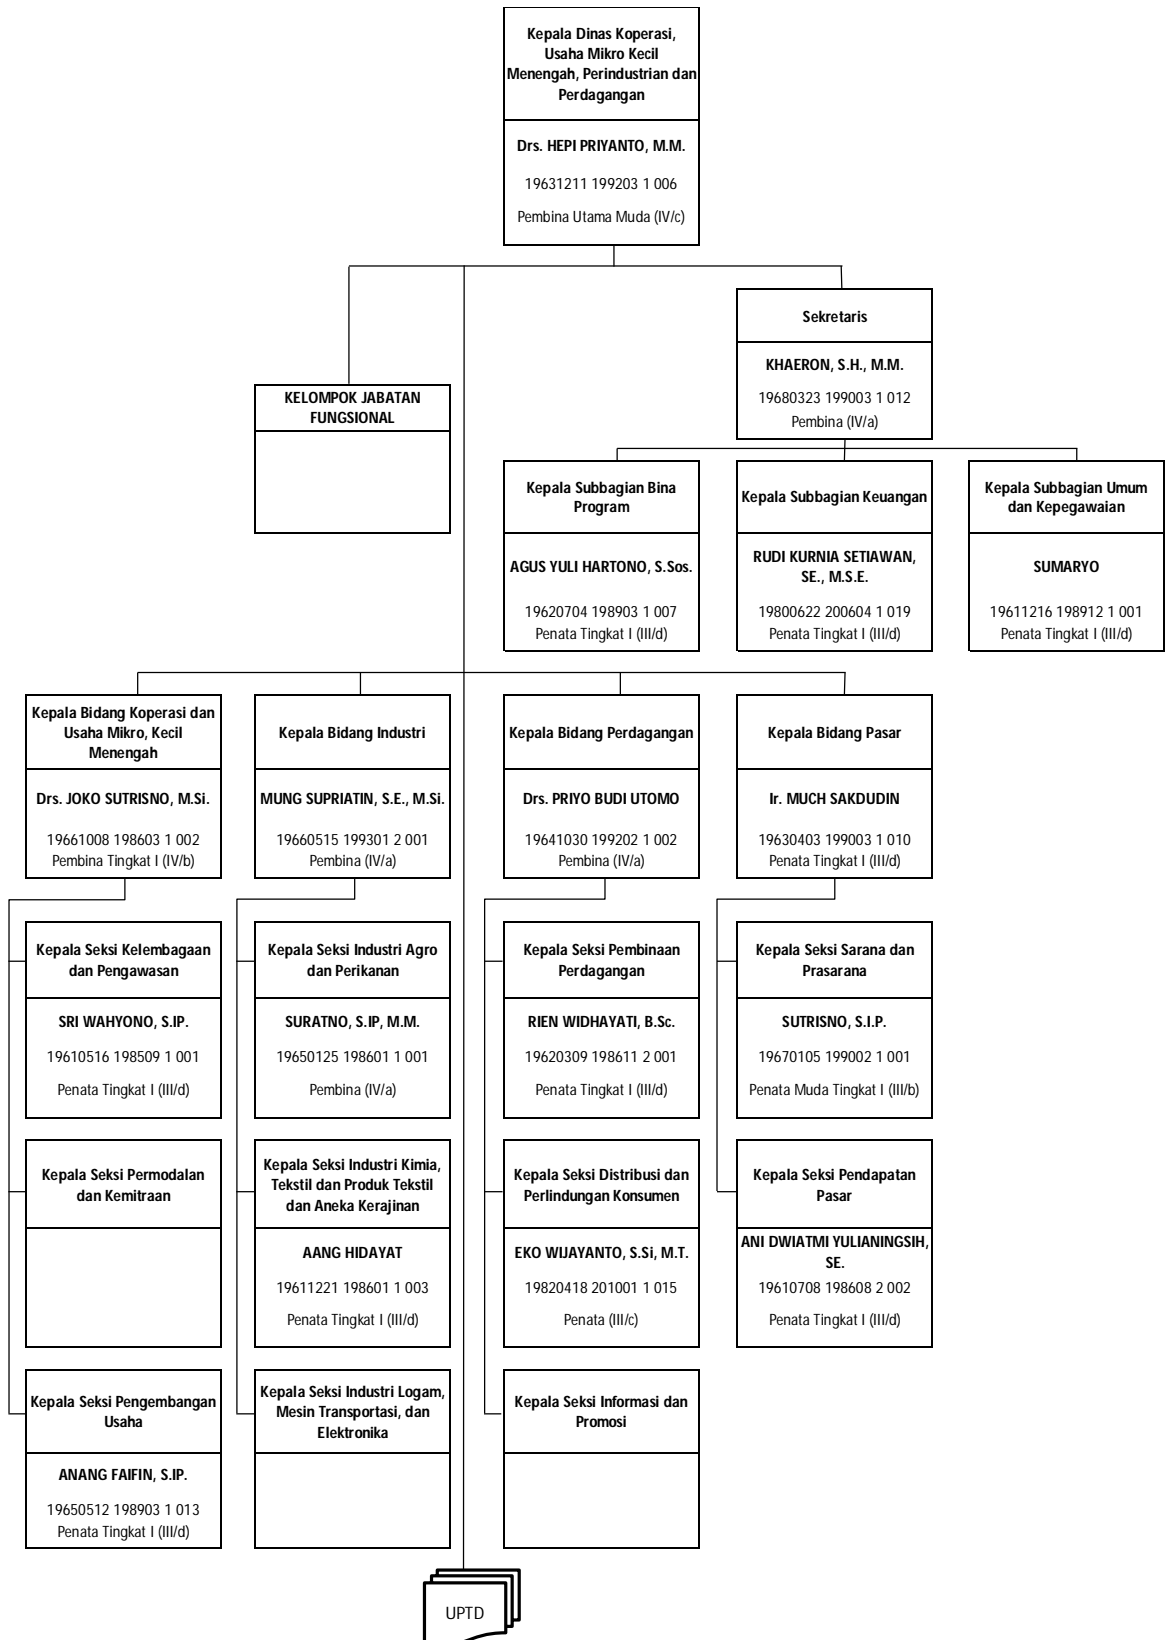 Kepala Dinas Koperasi,
Usaha Mikro Kecil
Menengah, Perindustrian dan
Perdagangan
Drs. HEPI PRIYANTO, M.M.
19631211 199203 1 006
Pembina Utama Muda (IV/c)
Sekretaris
KHAERON, S.H., M.M.
19680323 199003 1 012
Pembina (IV/a)
KELOMPOK JABATAN
FUNGSIONAL
Kepala Subbagian Bina
Program
AGUS YULI HARTONO, S.Sos.
19620704 198903 1 007
Penata Tingkat I (III/d)
Kepala Subbagian Keuangan
RUDI KURNIA SETIAWAN,
SE., M.S.E.
19800622 200604 1 019
Penata Tingkat I (III/d)
Kepala Subbagian Umum
dan Kepegawaian
SUMARYO
19611216 198912 1 001
Penata Tingkat I (III/d)
Kepala Bidang Koperasi dan
Usaha Mikro, Kecil
Menengah
Drs. JOKO SUTRISNO, M.Si.
19661008 198603 1 002
Pembina Tingkat I (IV/b)
Kepala Bidang Industri
MUNG SUPRIATIN, S.E., M.Si.
19660515 199301 2 001
Pembina (IV/a)
Kepala Bidang Perdagangan
Drs. PRIYO BUDI UTOMO
19641030 199202 1 002
Pembina (IV/a)
Kepala Bidang Pasar
Ir. MUCH SAKDUDIN
19630403 199003 1 010
Penata Tingkat I (III/d)
Kepala Seksi Kelembagaan
dan Pengawasan
SRI WAHYONO, S.IP.
19610516 198509 1 001
Penata Tingkat I (III/d)
Kepala Seksi Industri Agro
dan Perikanan
SURATNO, S.IP, M.M.
19650125 198601 1 001
Pembina (IV/a)
Kepala Seksi Pembinaan
Perdagangan
RIEN WIDHAYATI, B.Sc.
19620309 198611 2 001
Penata Tingkat I (III/d)
Kepala Seksi Sarana dan
Prasarana
SUTRISNO, S.I.P.
19670105 199002 1 001
Penata Muda Tingkat I (III/b)
Kepala Seksi Permodalan
dan Kemitraan
Kepala Seksi Industri Kimia,
Tekstil dan Produk Tekstil
dan Aneka Kerajinan
AANG HIDAYAT
19611221 198601 1 003
Penata Tingkat I (III/d)
Kepala Seksi Distribusi dan
Perlindungan Konsumen
EKO WIJAYANTO, S.Si, M.T.
19820418 201001 1 015
Penata (III/c)
Kepala Seksi Pendapatan
Pasar
ANI DWIATMI YULIANINGSIH,
SE.
19610708 198608 2 002
Penata Tingkat I (III/d)
Kepala Seksi Pengembangan
Usaha
ANANG FAIFIN, S.IP.
19650512 198903 1 013
Penata Tingkat I (III/d)
Kepala Seksi Industri Logam,
Mesin Transportasi, dan
Elektronika
Kepala Seksi Informasi dan
Promosi
UPTD